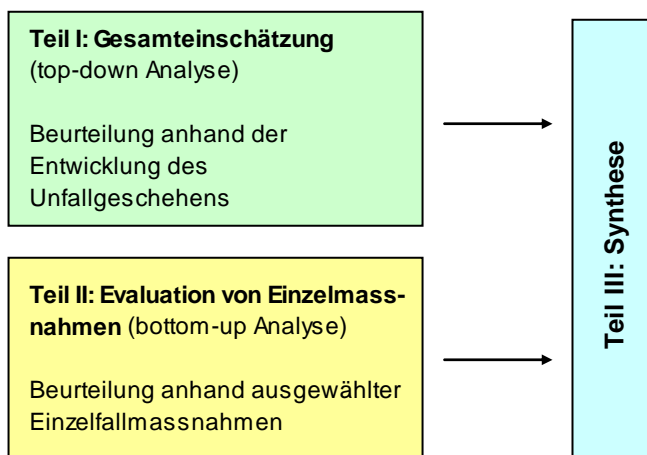 Teil I: Gesamteinschätzung
(top-down Analyse)
Beurteilung anhand der
Entwicklung des
Unfallgeschehens
Teil II: Evaluation von Einzelmass-
nahmen (bottom-up Analyse)
Beurteilung anhand ausgewählter
Einzelfallmassnahmen
Teil III: Synthese